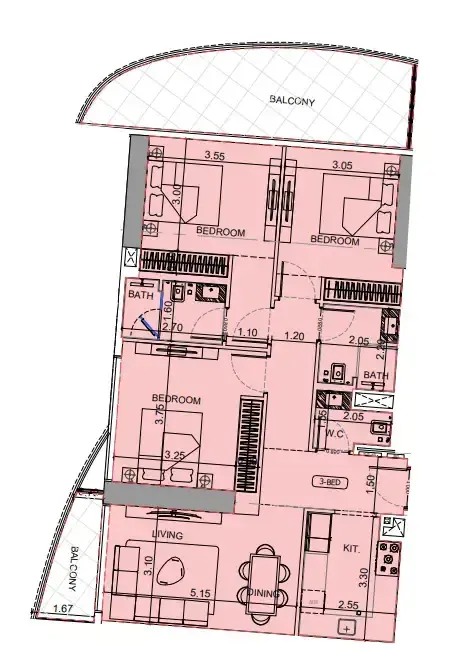 BALCONY
3.55
3.05
3.00
BEDROOM
BEDROOM
BATH
1.60
2.70
1.10
1.20
2.05
2.20
BATH
BEDROOM
3.75
3.25
2.05
W.C
3-BED
1.50
LIVING
KIT.
3.10
3.30
BALCONY
DINING
5.15
2.55
1.67